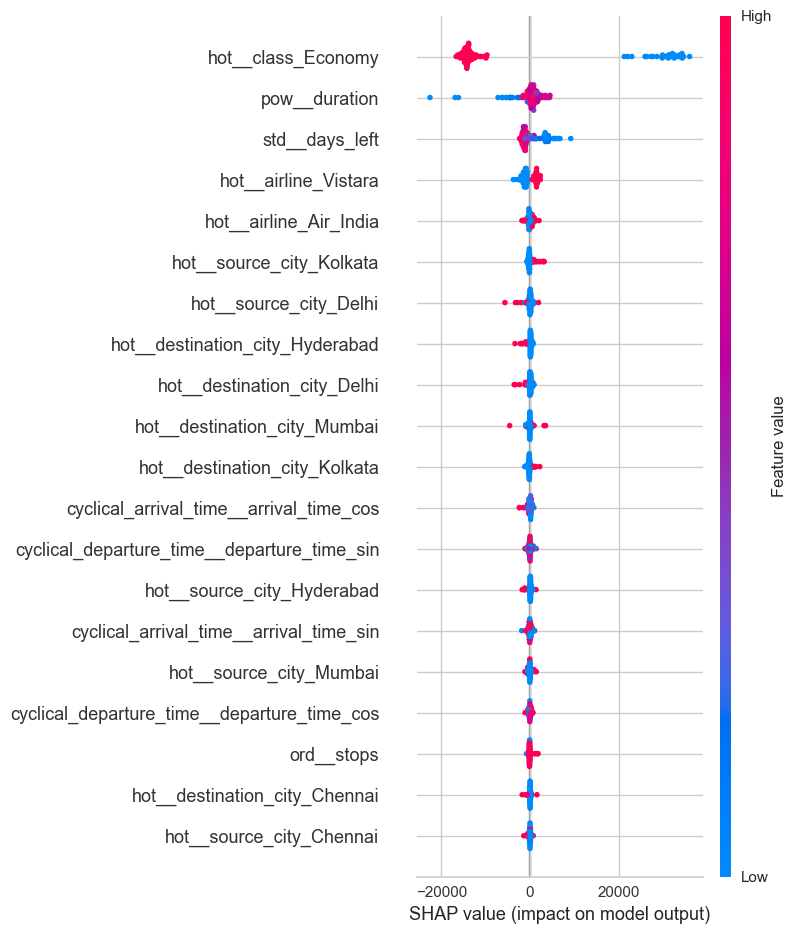 High
hot__class_Economy
pow__duration
std__days_left
hot__airline_Vistara
hot__airline_Air_India
hot__source_city_Kolkata
hot__source_city_Delhi
hot__destination_city_Hyderabad
hot__destination_city_Delhi
hot__destination_city_Mumbai
hot__destination_city_Kolkata
cyclical_arrival_time__arrival_time_cos
cyclical_departure_time__departure_time_sin
hot__source_city_Hyderabad
cyclical_arrival_time__arrival_time_sin
hot__source_city_Mumbai
cyclical_departure_time__departure_time_cos
ord__stops
hot__destination_city_Chennai
hot__source_city_Chennai
Feature value
Low
−20000 0 20000
SHAP value (impact on model output)